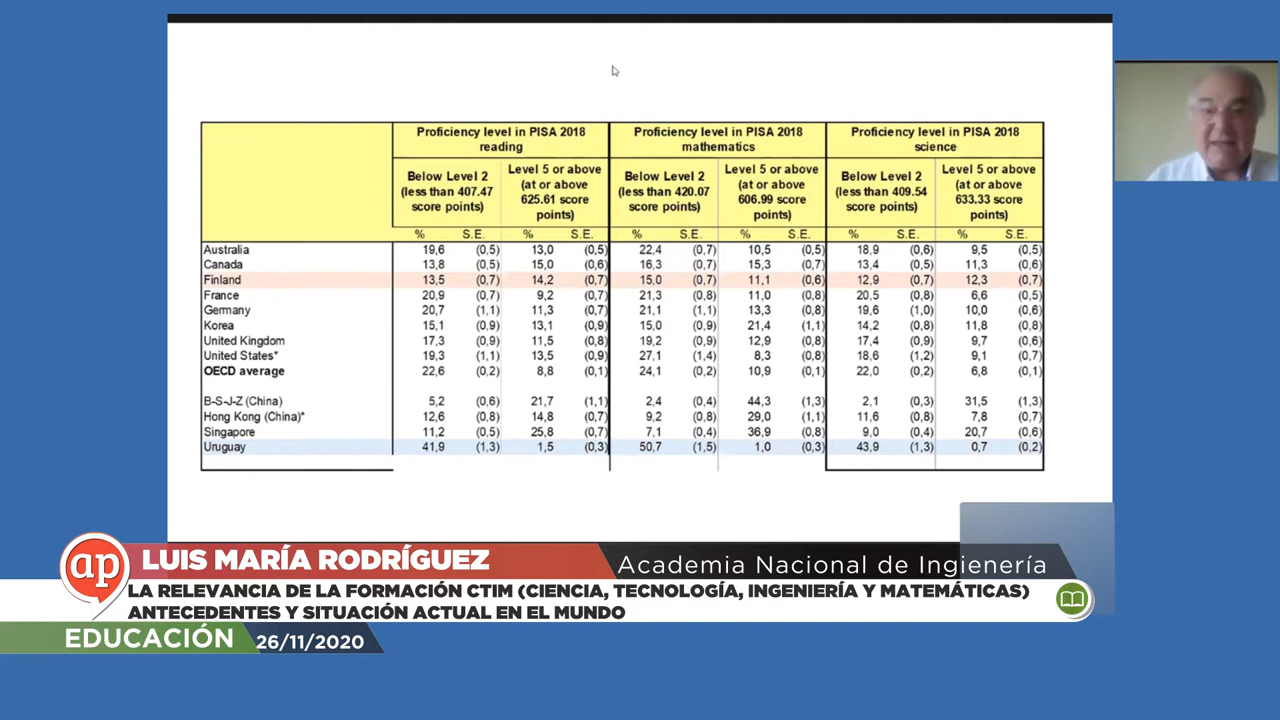 Proficiency level in PISA 2018 reading
Proficiency level in PISA 2018 mathematics
Proficiency level in PISA 2018 science
Below Level 2 (less than 407.47 score points)
Level 5 or above (at or above 625.61 score points)
Below Level 2 (less than 420.07 score points)
Level 5 or above (at or above 606.99 score points)
Below Level 2 (less than 409.54 score points)
Level 5 or above (at or above 633.33 score points)
% S.E. % S.E. % S.E. % S.E. % S.E. % S.E.
Australia 19,6 (0,5) 13,0 (0,5) 22,4 (0,7) 10,5 (0,5) 18,9 (0,6) 9,5 (0,5)
Canada 13,8 (0,5) 15,0 (0,6) 16,3 (0,7) 15,3 (0,7) 13,4 (0,5) 11,3 (0,6)
Finland 13,5 (0,7) 14,2 (0,7) 15,0 (0,7) 11,1 (0,6) 12,9 (0,7) 12,3 (0,7)
France 20,9 (0,7) 9,2 (0,7) 21,3 (0,8) 11,0 (0,8) 20,5 (0,8) 6,6 (0,5)
Germany 20,7 (1,1) 11,3 (0,7) 21,1 (1,1) 13,3 (0,8) 19,6 (1,0) 10,0 (0,6)
Korea 15,1 (0,9) 13,1 (0,9) 15,0 (0,9) 21,4 (1,1) 14,2 (0,8) 11,8 (0,8)
United Kingdom 17,3 (0,9) 11,5 (0,8) 19,2 (0,9) 12,9 (0,8) 17,4 (0,9) 9,7 (0,6)
United States* 19,3 (1,1) 13,5 (0,9) 27,1 (1,4) 8,3 (0,8) 18,6 (1,2) 9,1 (0,7)
OECD average 22,6 (0,2) 8,8 (0,1) 24,1 (0,2) 10,9 (0,1) 22,0 (0,2) 6,8 (0,1)
B-S-J-Z (China) 5,2 (0,6) 21,7 (1,1) 2,4 (0,4) 44,3 (1,3) 2,1 (0,3) 31,5 (1,3)
Hong Kong (China)* 12,6 (0,8) 14,8 (0,7) 9,2 (0,8) 29,0 (1,1) 11,6 (0,8) 7,8 (0,7)
Singapore 11,2 (0,5) 25,8 (0,7) 7,1 (0,4) 36,9 (0,8) 9,0 (0,4) 20,7 (0,6)
Uruguay 41,9 (1,3) 1,5 (0,3) 50,7 (1,5) 1,0 (0,3) 43,9 (1,3) 0,7 (0,2)
ap
LUIS MARÍA RODRÍGUEZ
Academia Nacional de Ingienería
LA RELEVANCIA DE LA FORMACIÓN CTIM (CIENCIA, TECNOLOGÍA, INGENIERÍA Y MATEMÁTICAS)
ANTECEDENTES Y SITUACIÓN ACTUAL EN EL MUNDO
EDUCACIÓN 26/11/2020